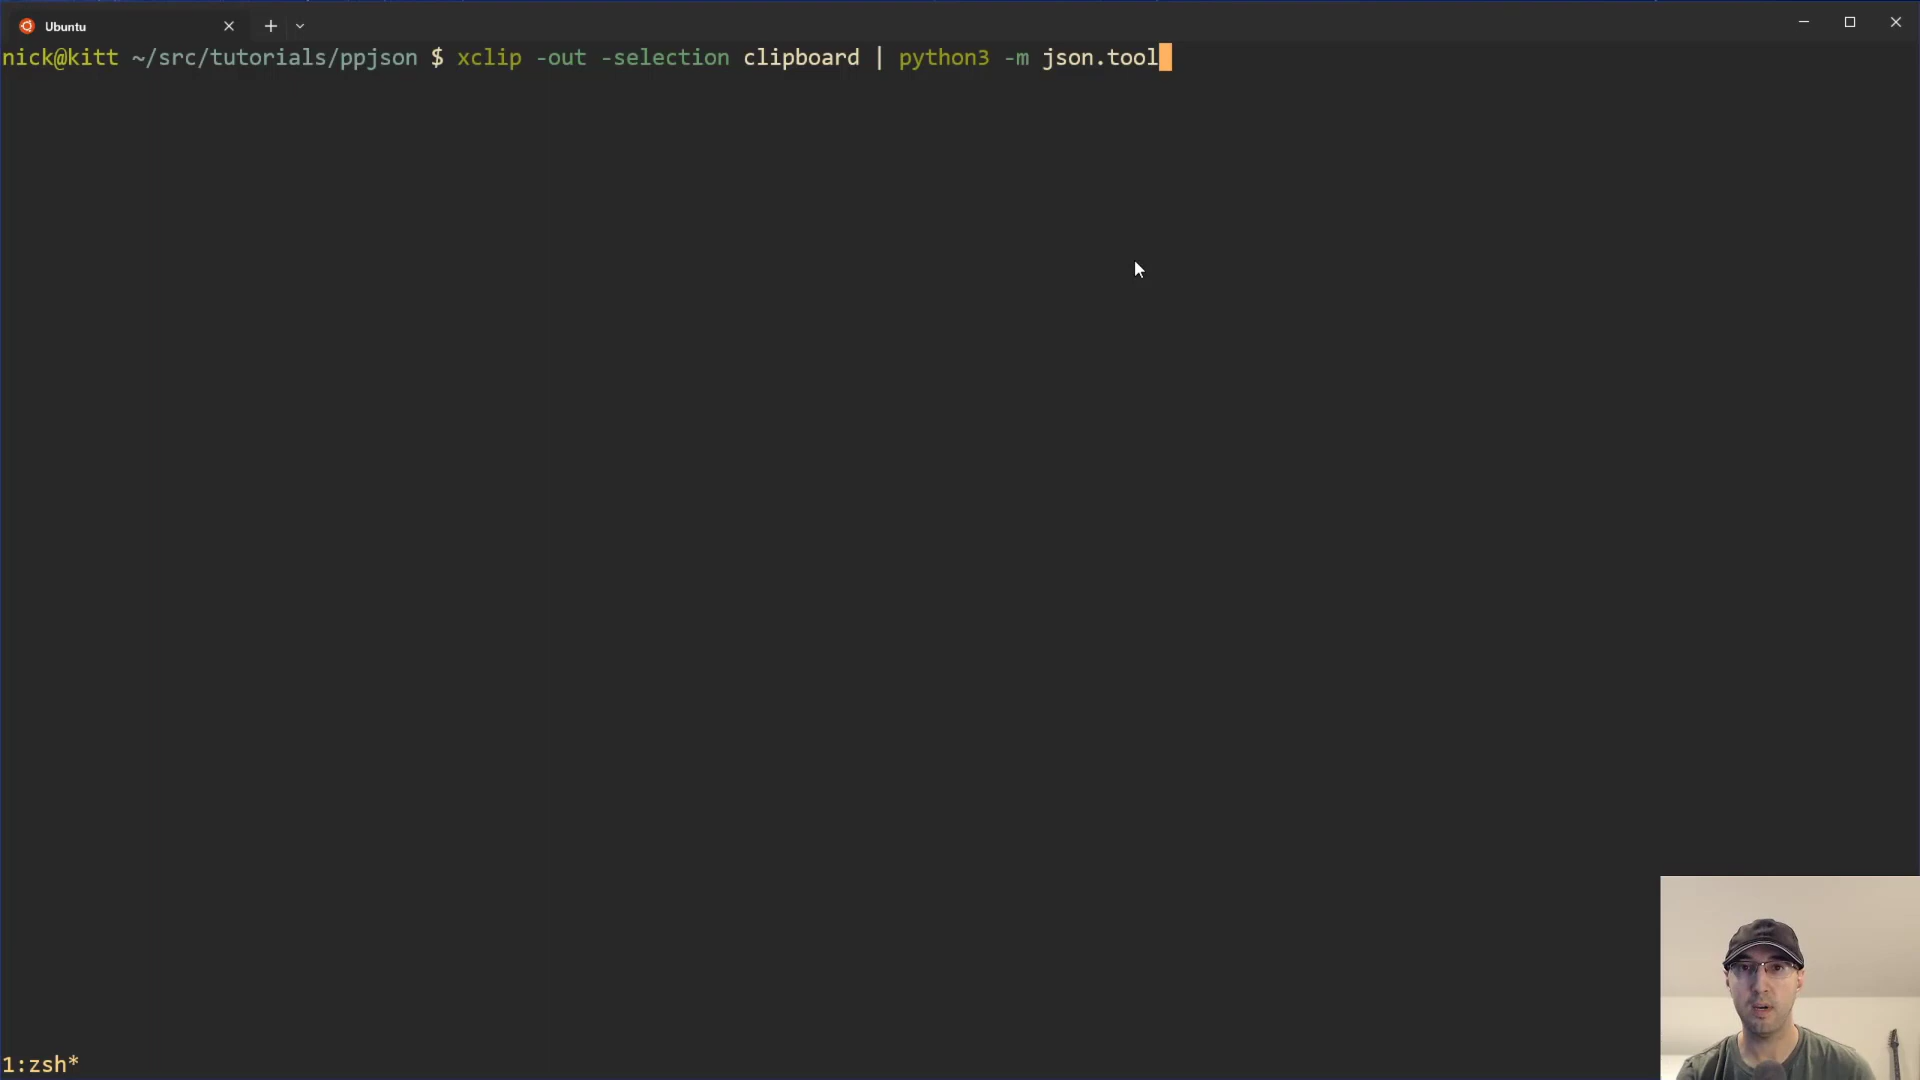 Ubuntu
nick@kitt ~/src/tutorials/ppjson $ xclip -out -selection clipboard | python3 -m json.tool
1:zsh*